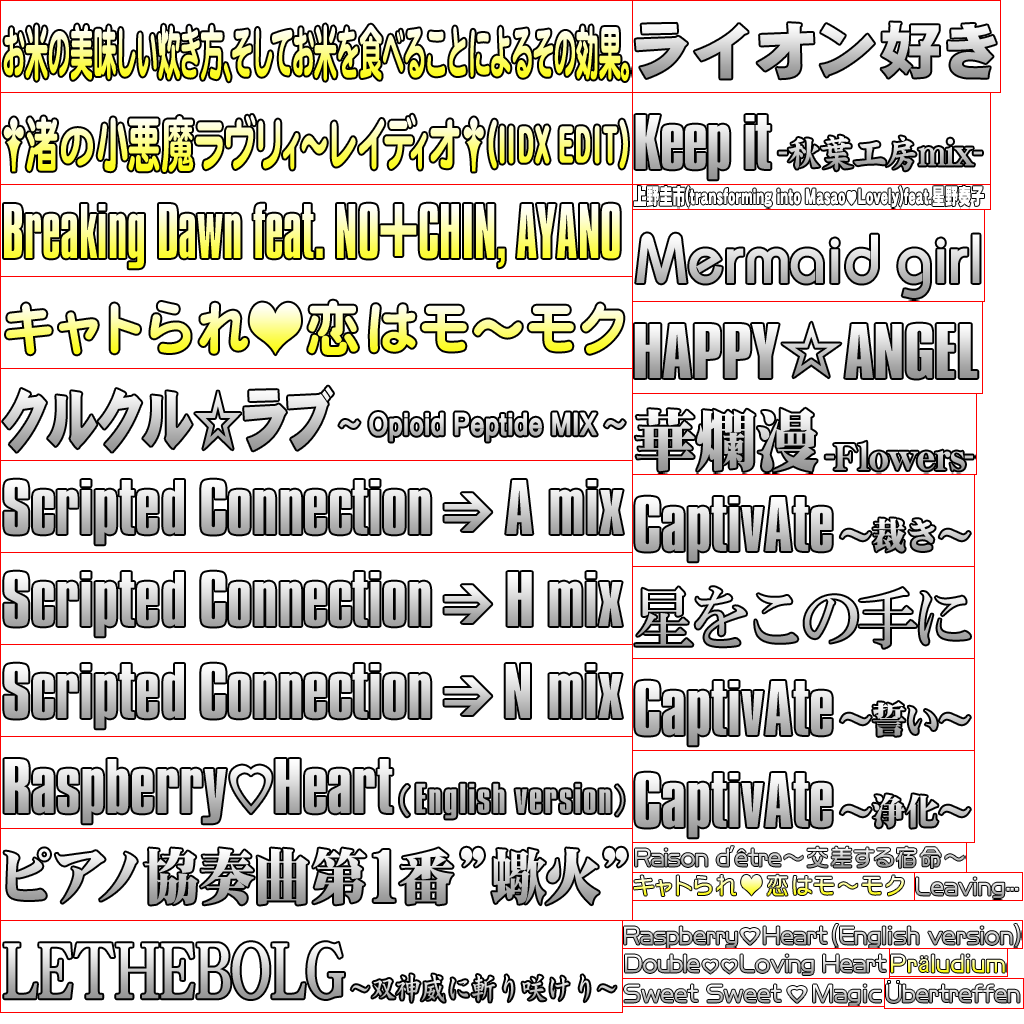 お米の美味しい炊き方、そしてお米を食べることによるその効果。
†渚の小悪魔ラヴリィ～レイディオ†(IIDX EDIT)
Breaking Dawn feat. NO+CHIN, AYANO
キャトられ♥恋はモ～モク
クルクル☆ラブ ～ Opioid Peptide MIX ～
Scripted Connection ⇒ A mix
Scripted Connection ⇒ H mix
Scripted Connection ⇒ N mix
Raspberry♡Heart (English version)
ピアノ協奏曲第1番”蠍火”
LETHEBOLG ～双神威に斬り咲けり～
ライオン好き
Keep it -秋葉工房mix-
上野圭市(transforming into Masao♥Lovely)feat.星野奏子
Mermaid girl
HAPPY☆ANGEL
華爛漫 -Flowers-
CaptivAte ～裁き～
星をこの手に
CaptivAte ～誓い～
CaptivAte ～浄化～
Raison d'être～交差する宿命～
キャトられ♥恋はモ～モク
Leaving…
Raspberry♡Heart (English version)
Double♡♡Loving Heart
Präludium
Sweet Sweet ♡ Magic
Übertreffen